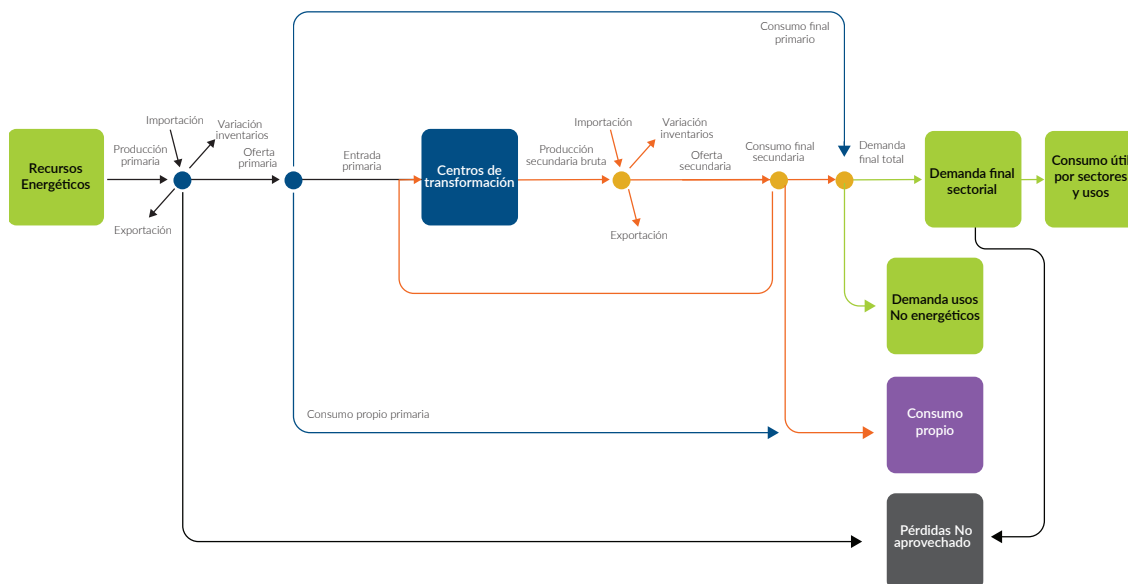 Consumo final
primario
Importación
Variación
inventarios
Producción
primaria
Oferta
primaria
Entrada
primaria
Recursos
Energéticos
Exportación
Centros de
transformación
Producción
secundaria bruta
Importación
Variación
inventarios
Oferta
secundaria
Exportación
Consumo final
secundaria
Demanda
final total
Demanda final
sectorial
Consumo útil
por sectores
y usos
Demanda usos
No energéticos
Consumo propio primaria
Consumo
propio
Pérdidas No
aprovechado